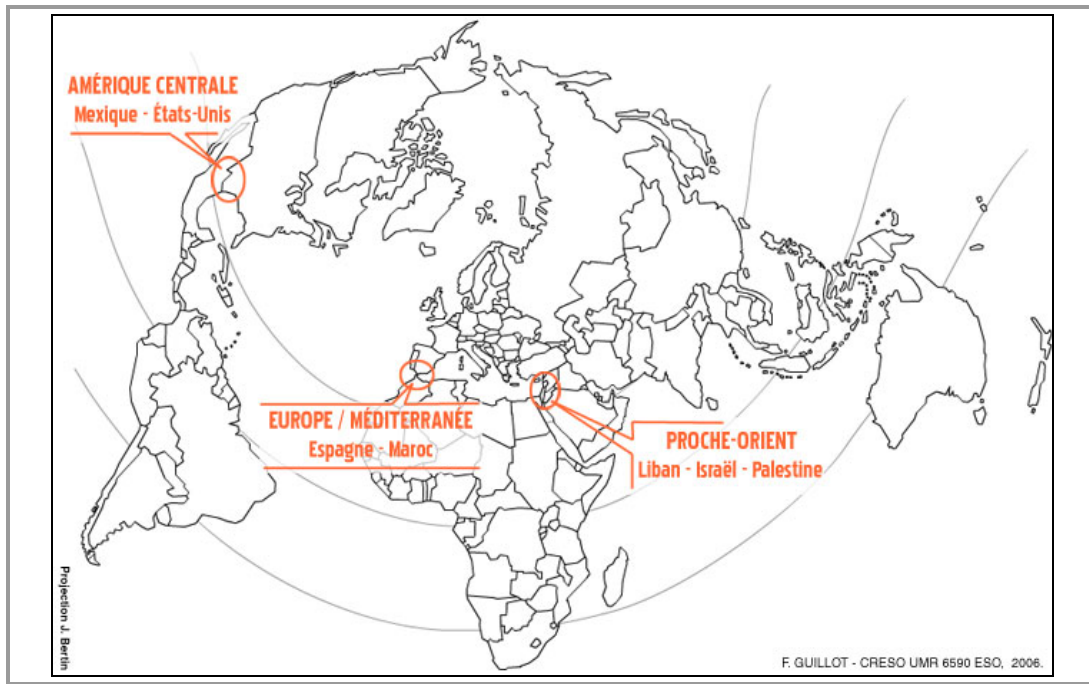 AMÉRIQUE CENTRALE
Mexique - États-Unis
EUROPE / MÉDITERRANÉE
Espagne - Maroc
PROCHE-ORIENT
Liban - Israël - Palestine
Projection J. Bertin
F. GUILLOT - CRESO UMR 6590 ESO, 2006.